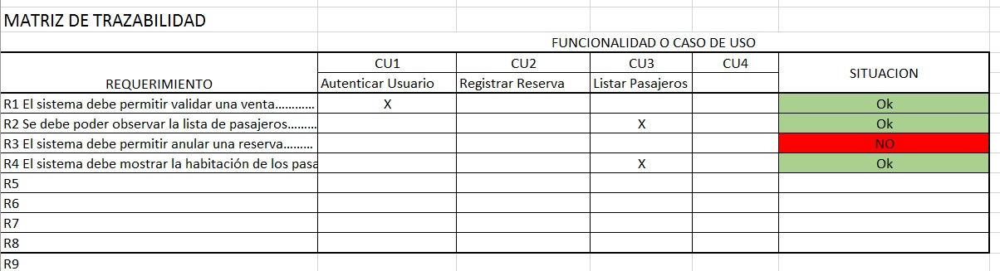 MATRIZ DE TRAZABILIDAD
FUNCIONALIDAD O CASO DE USO
REQUERIMIENTO CU1 CU2 CU3 CU4 SITUACION
Autenticar Usuario Registrar Reserva Listar Pasajeros
R1 El sistema debe permitir validar una venta............ X Ok
R2 Se debe poder observar la lista de pasajeros......... X Ok
R3 El sistema debe permitir anular una reserva......... NO
R4 El sistema debe mostrar la habitación de los pasa X Ok
R5
R6
R7
R8
R9